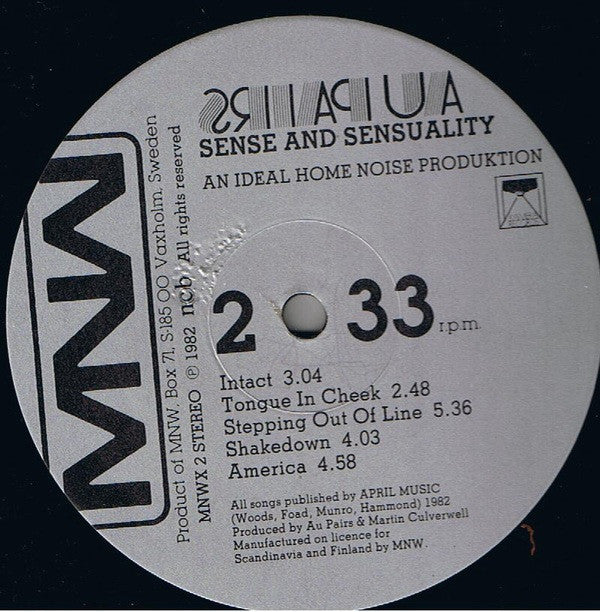 AU PAIRS
SENSE AND SENSUALITY
AN IDEAL HOME NOISE PRODUKTION
MNW
Product of MNW, Box 71, S-185 00 Vaxholm, Sweden
MNWX 2 STEREO ℗ 1982 ncb All rights reserved
2 33 r.p.m.
Intact 3.04
Tongue In Cheek 2.48
Stepping Out Of Line 5.36
Shakedown 4.03
America 4.58
All songs published by APRIL MUSIC
(Woods, Foad, Munro, Hammond) 1982
Produced by Au Pairs & Martin Culverwell
Manufactured on licence for
Scandinavia and Finland by MNW.